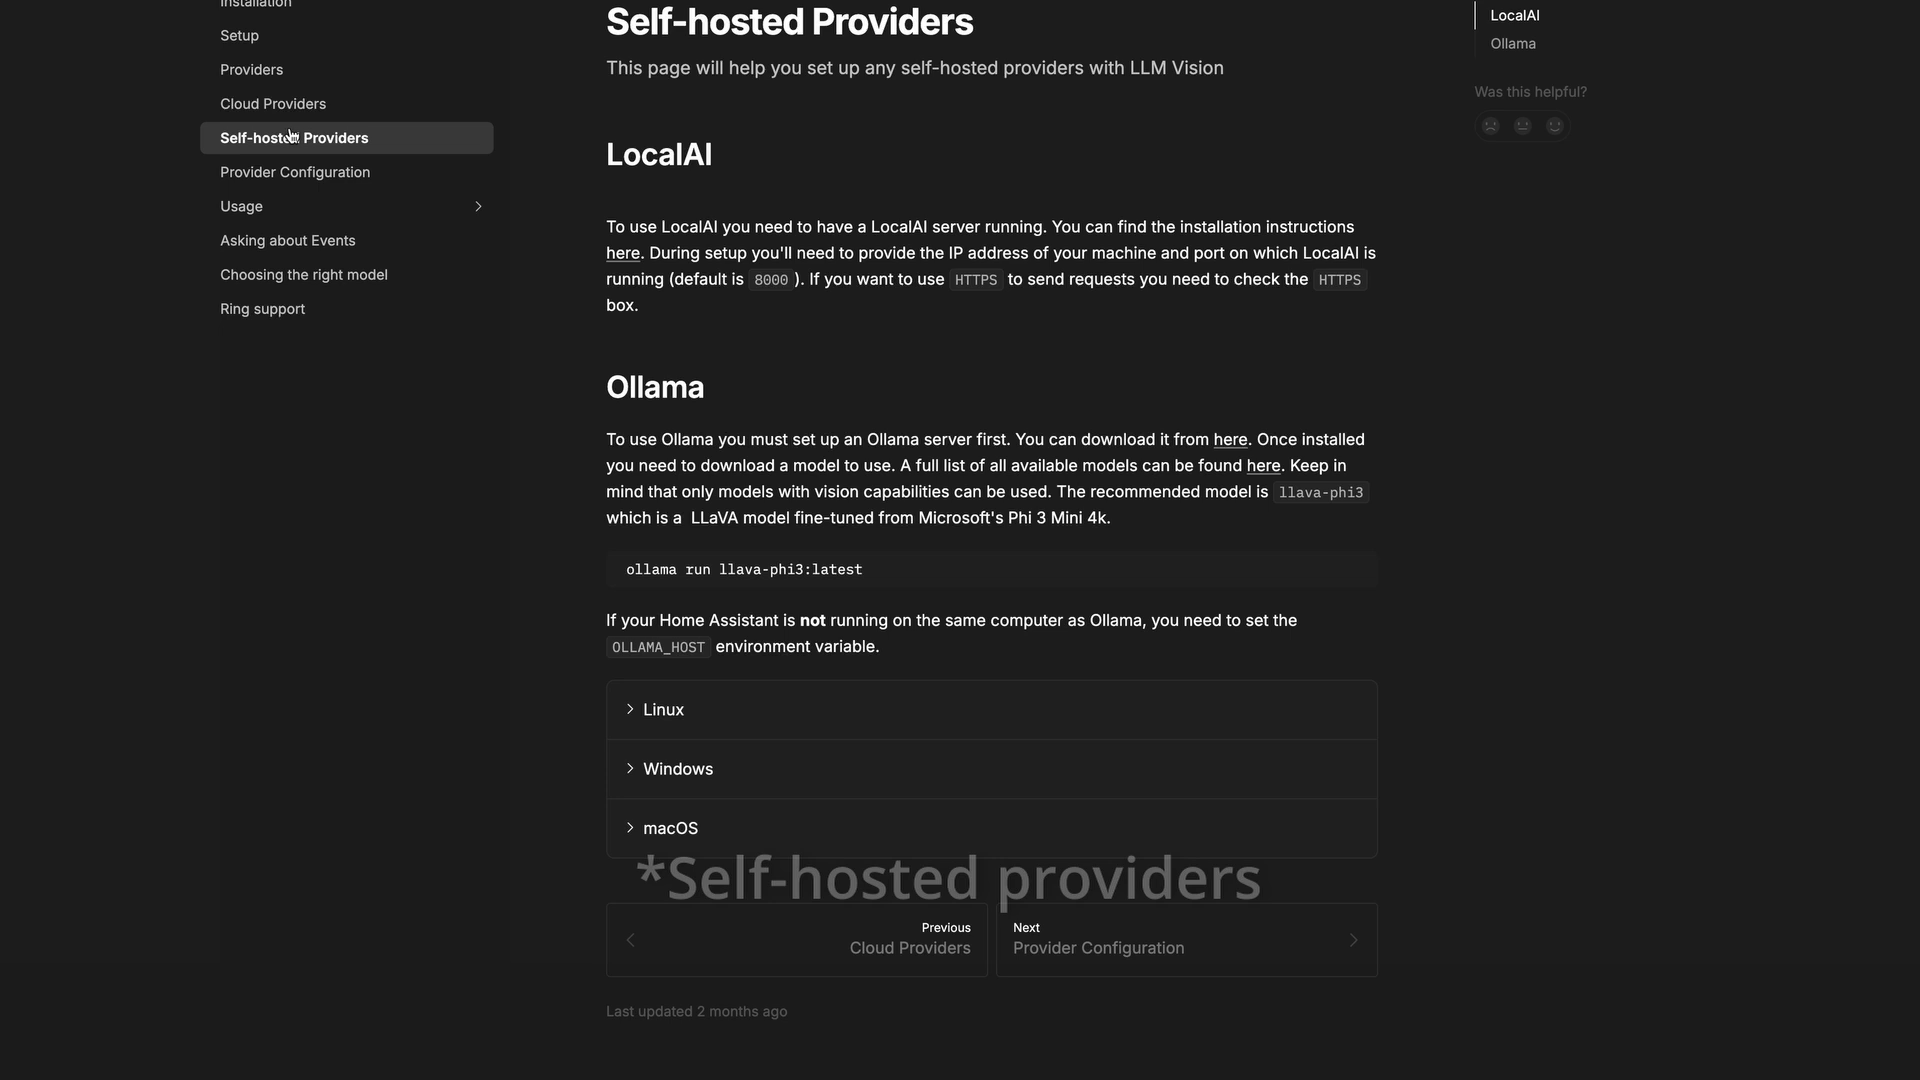 Installation
Setup
Providers
Cloud Providers
Self-hosted Providers
Provider Configuration
Usage
Asking about Events
Choosing the right model
Ring support
Self-hosted Providers
This page will help you set up any self-hosted providers with LLM Vision
LocalAI
To use LocalAI you need to have a LocalAI server running. You can find the installation instructions
here. During setup you'll need to provide the IP address of your machine and port on which LocalAI is
running (default is 8000 ). If you want to use HTTPS to send requests you need to check the HTTPS
box.
Ollama
To use Ollama you must set up an Ollama server first. You can download it from here. Once installed
you need to download a model to use. A full list of all available models can be found here. Keep in
mind that only models with vision capabilities can be used. The recommended model is llava-phi3
which is a LLaVA model fine-tuned from Microsoft's Phi 3 Mini 4k.
ollama run llava-phi3:latest
If your Home Assistant is not running on the same computer as Ollama, you need to set the
OLLAMA_HOST environment variable.
Linux
Windows
macOS
*Self-hosted providers
Previous
Cloud Providers
Next
Provider Configuration
Last updated 2 months ago
LocalAI
Ollama
Was this helpful?